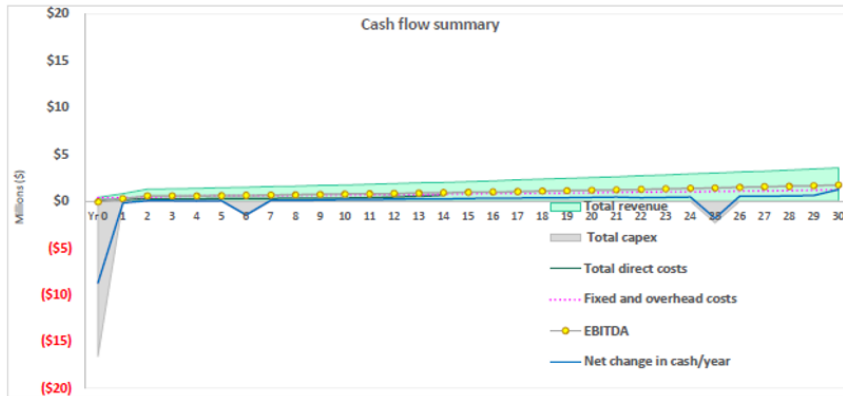 $20
Cash flow summary
$15
$10
$5
$0
Yr 0 1 2 3 4 5 6 7 8 9 10 11 12 13 14 15 16 17 18 19 20 21 22 23 24 25 26 27 28 29 30
($5)
($10)
($15)
($20)
Millions ($)
Total revenue
Total capex
Total direct costs
Fixed and overhead costs
EBITDA
Net change in cash/year